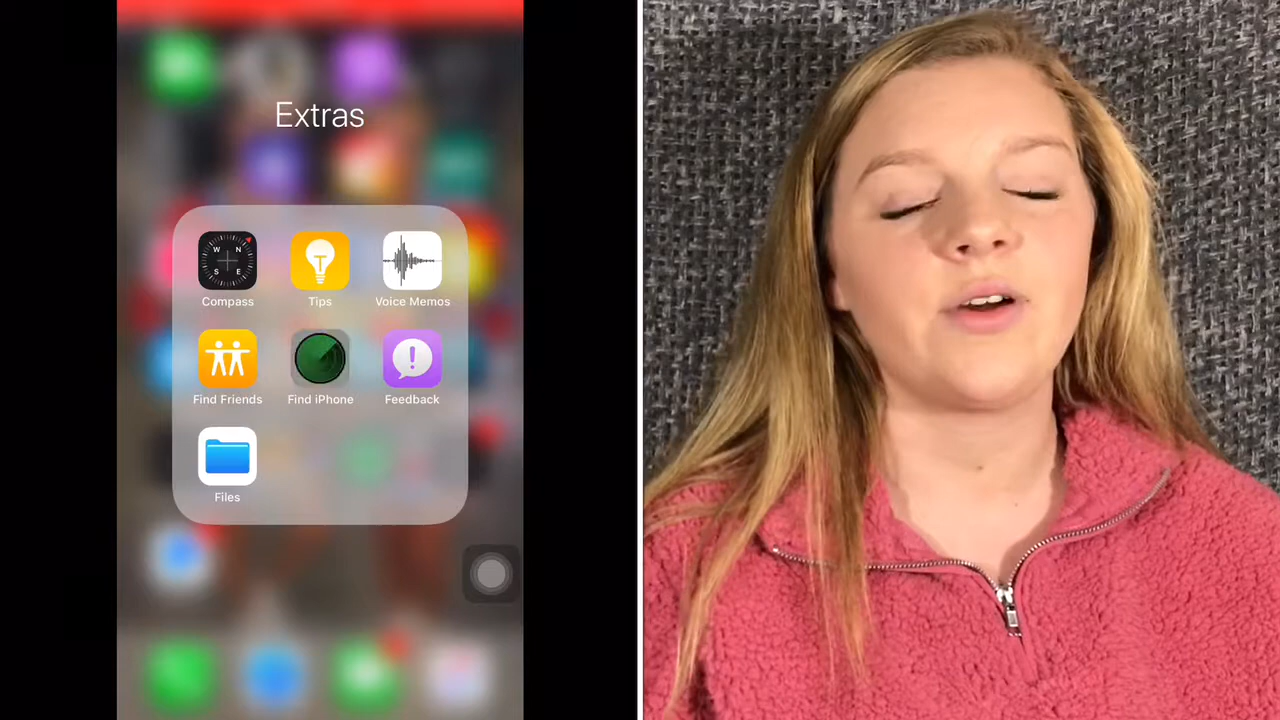 Extras
W N
S E
Compass
Tips
Voice Memos
Find Friends
Find iPhone
Feedback
Files